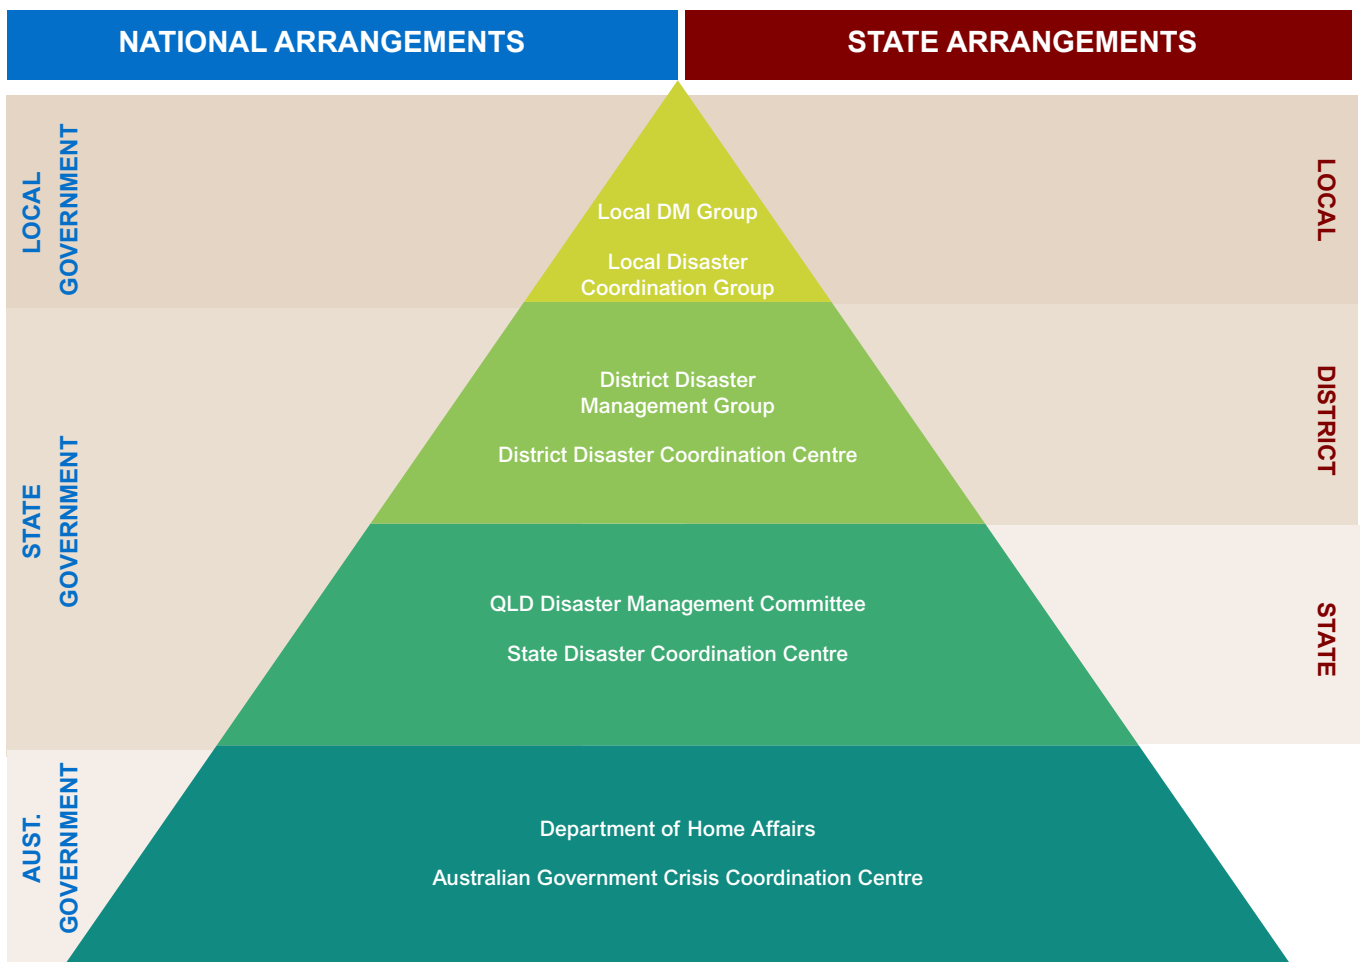 NATIONAL ARRANGEMENTS
STATE ARRANGEMENTS
LOCAL
GOVERNMENT
Local DM Group
Local Disaster
Coordination Group
LOCAL
STATE
GOVERNMENT
District Disaster
Management Group
District Disaster Coordination Centre
DISTRICT
QLD Disaster Management Committee
State Disaster Coordination Centre
STATE
AUST.
GOVERNMENT
Department of Home Affairs
Australian Government Crisis Coordination Centre